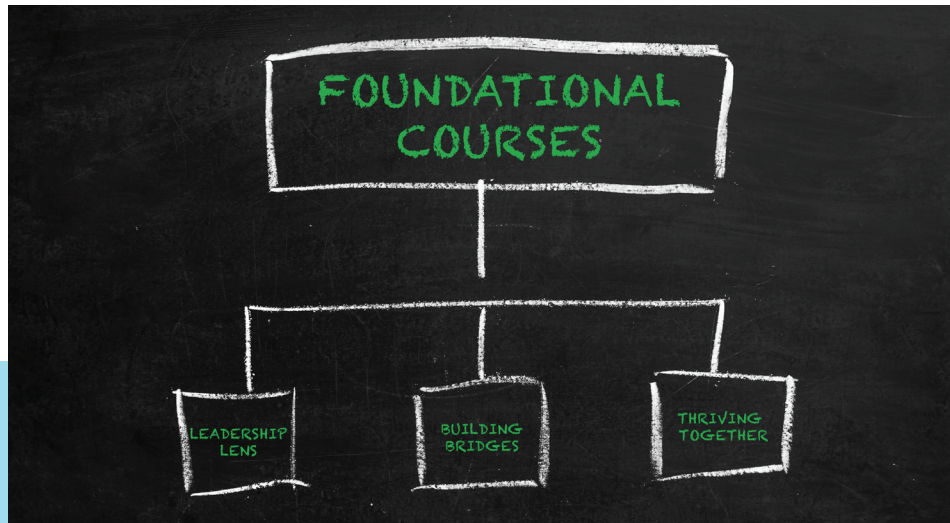 FOUNDATIONAL
COURSES
LEADERSHIP
LENS
BUILDING
BRIDGES
THRIVING
TOGETHER